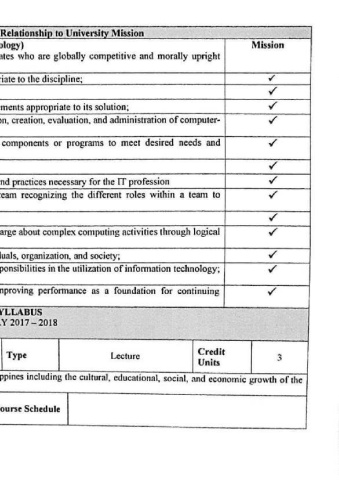 Relationship to University Mission
ology)
Mission
ates who are globally competitive and morally upright
iate to the discipline; ✓
✓
ments appropriate to its solution; ✓
on, creation, evaluation, and administration of computer- ✓
components or programs to meet desired needs and ✓
✓
nd practices necessary for the IT profession ✓
eam recognizing the different roles within a team to ✓
✓
arge about complex computing activities through logical ✓
uals, organization, and society; ✓
ponsibilities in the utilization of information technology; ✓
mproving performance as a foundation for continuing ✓
YLLABUS
Y 2017 – 2018
Type Lecture Credit Units 3
ppines including the cultural, educational, social, and economic growth of the
ourse Schedule